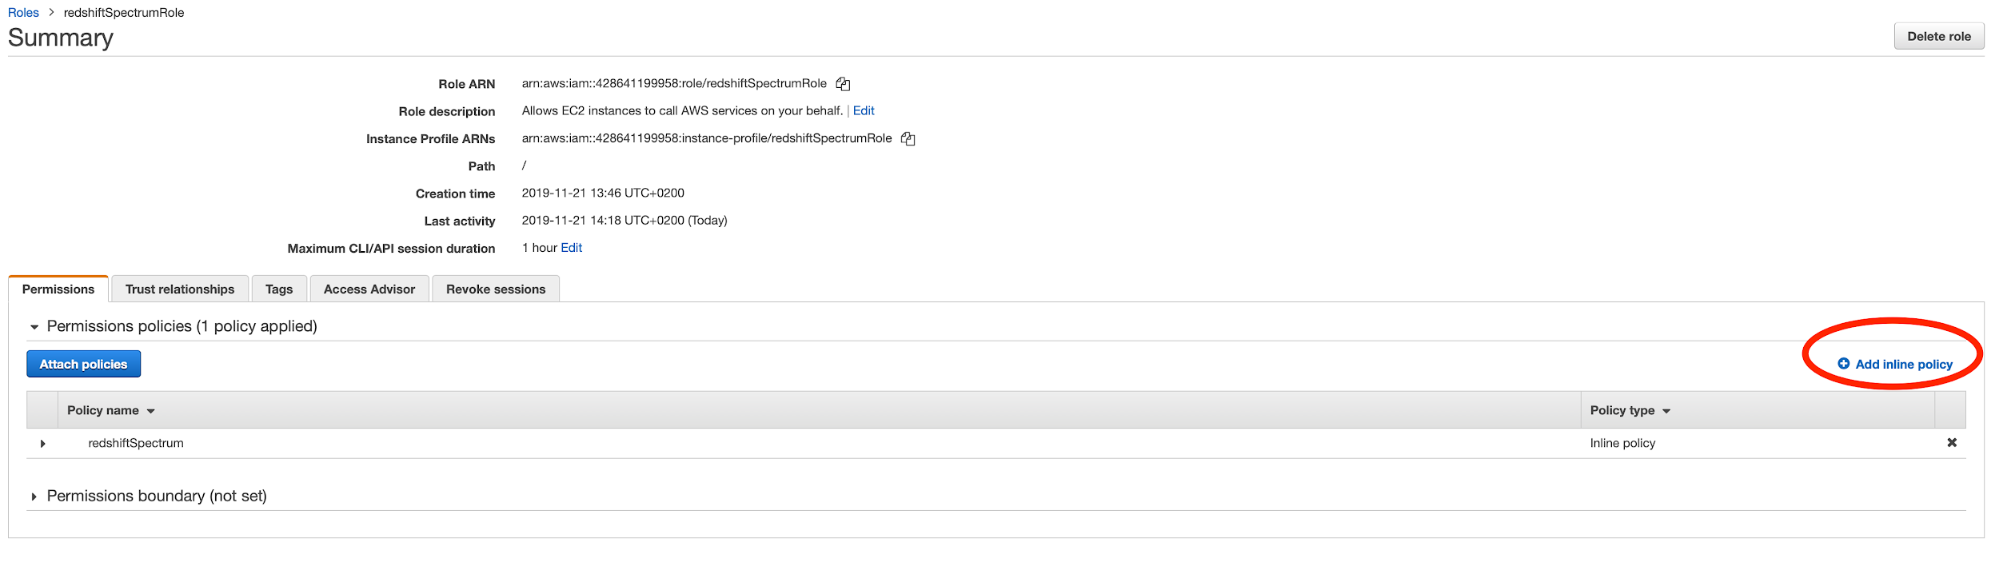 Roles > redshiftSpectrumRole
Summary
Delete role
Role ARN arn:aws:iam::428641199958:role/redshiftSpectrumRole
Role description Allows EC2 instances to call AWS services on your behalf. | Edit
Instance Profile ARNs arn:aws:iam::428641199958:instance-profile/redshiftSpectrumRole
Path /
Creation time 2019-11-21 13:46 UTC+0200
Last activity 2019-11-21 14:18 UTC+0200 (Today)
Maximum CLI/API session duration 1 hour Edit
Permissions Trust relationships Tags Access Advisor Revoke sessions
Permissions policies (1 policy applied)
Attach policies Add inline policy
Policy name Policy type
redshiftSpectrum Inline policy
Permissions boundary (not set)